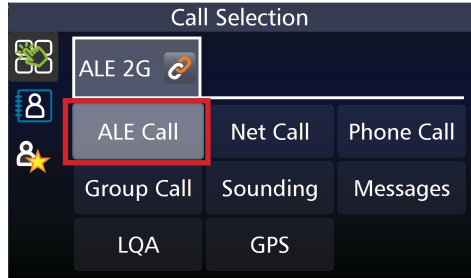 Call Selection
ALE 2G
ALE Call Net Call Phone Call
Group Call Sounding Messages
LQA GPS